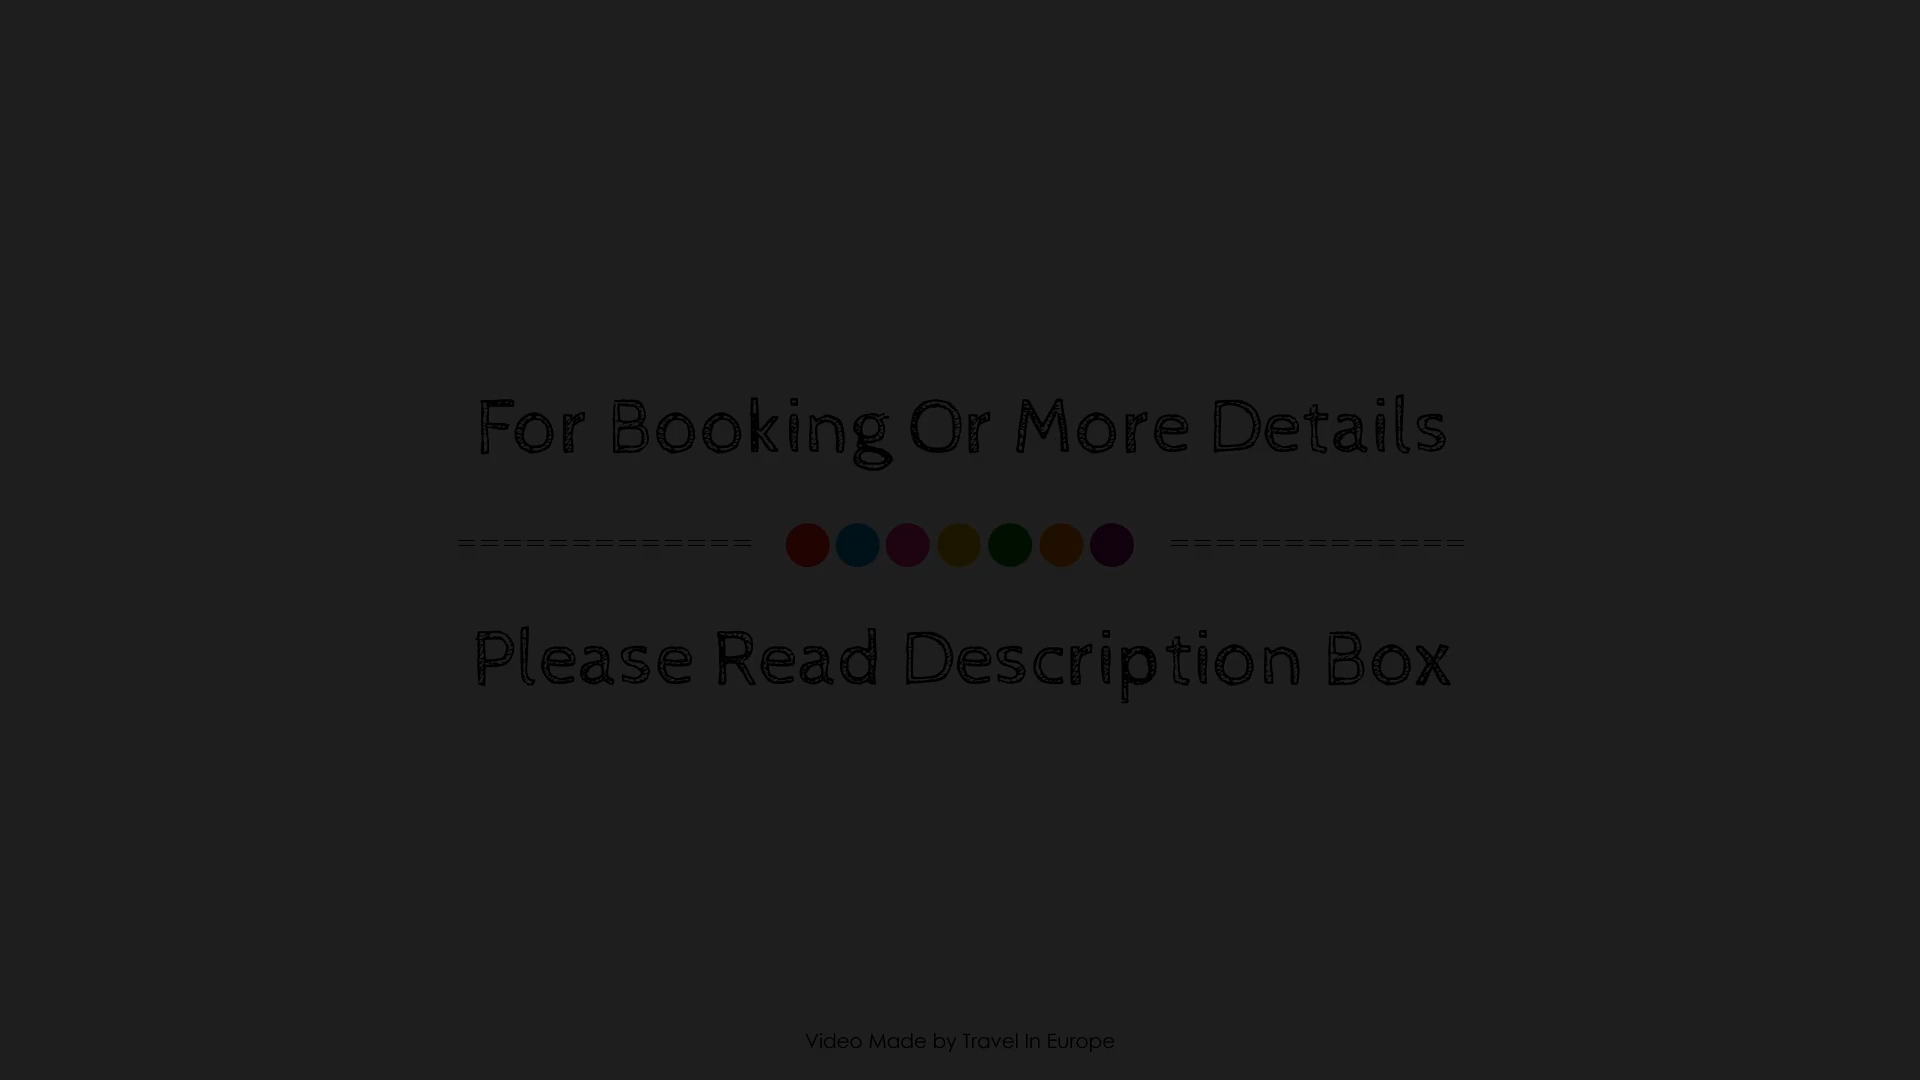 For Booking Or More Details
============= =============
Please Read Description Box
Video Made by Travel In Europe